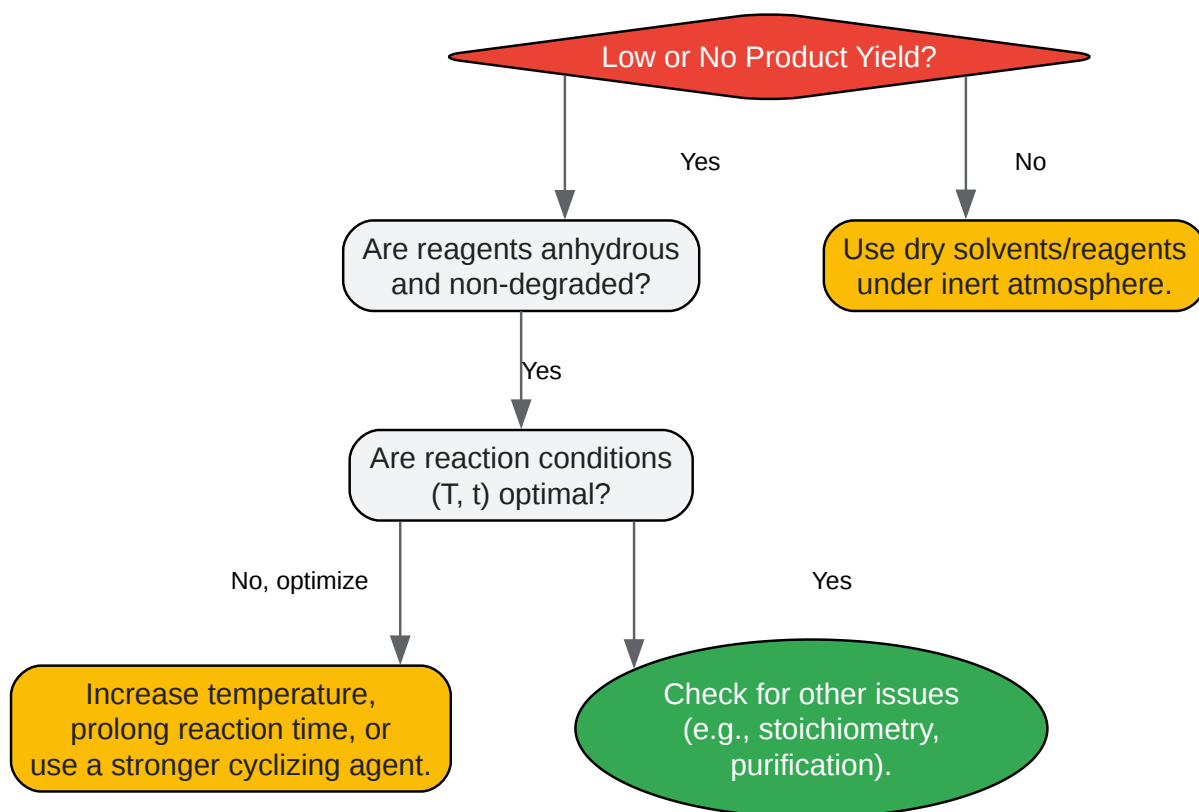 Low or No Product Yield?
Yes
No
Are reagents anhydrous
and non-degraded?
Use dry solvents/reagents
under inert atmosphere.
Yes
Are reaction conditions
(T, t) optimal?
No, optimize
Yes
Increase temperature,
prolong reaction time, or
use a stronger cyclizing agent.
Check for other issues
(e.g., stoichiometry,
purification).